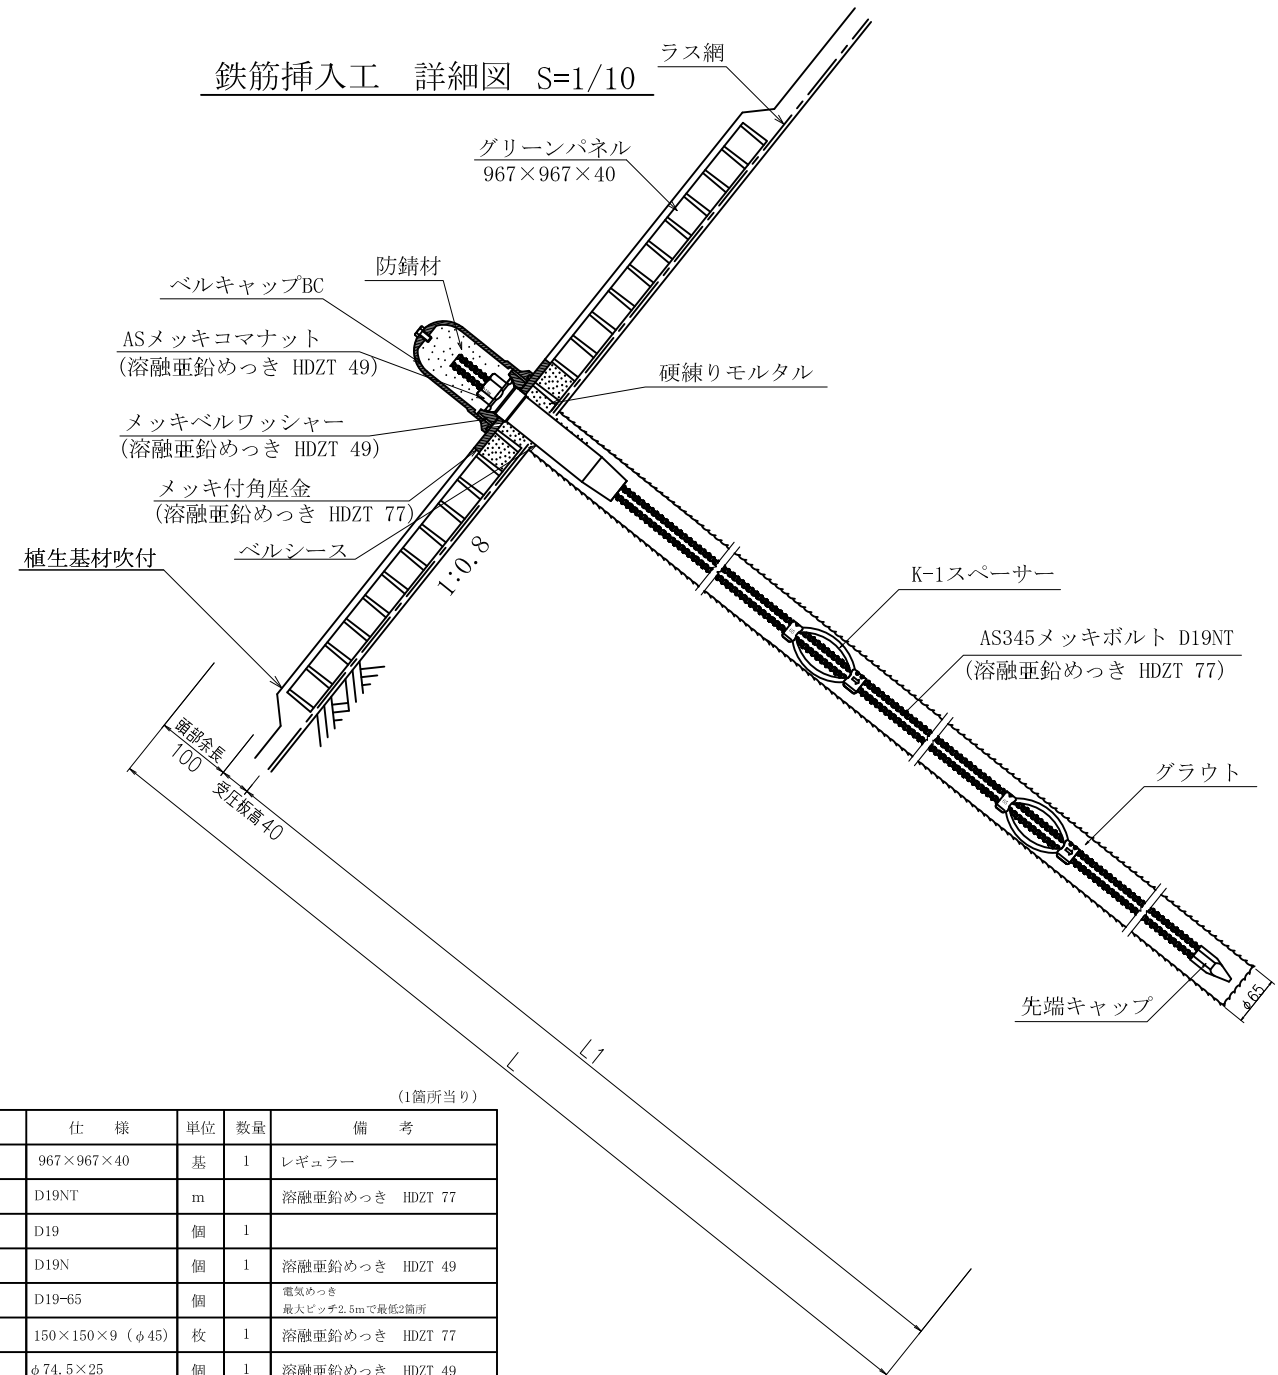 鉄筋挿入工　詳細図　S=1/10
ラス網
グリーンパネル
967×967×40
防錆材
ベルキャップBC
ASメッキコマナット
(溶融亜鉛めっき HDZT 49)
硬練りモルタル
メッキベルワッシャー
(溶融亜鉛めっき HDZT 49)
メッキ付角座金
(溶融亜鉛めっき HDZT 77)
ベルシース
植生基材吹付
1:0.8
K-1スペーサー
AS345メッキボルト D19NT
(溶融亜鉛めっき HDZT 77)
頭部余長
100
受圧板高40
グラウト
先端キャップ
φ65
L1
L
(1箇所当り)
仕　様　単位　数量　備　考
967×967×40　基　1　レギュラー
D19NT　m　溶融亜鉛めっき　HDZT 77
D19　個　1
D19N　個　1　溶融亜鉛めっき　HDZT 49
D19-65　個　電気めっき
最大ピッチ2.5mで最低2箇所
150×150×9 (φ45)　枚　1　溶融亜鉛めっき　HDZT 77
φ74.5×25　個　1　溶融亜鉛めっき　HDZT 49